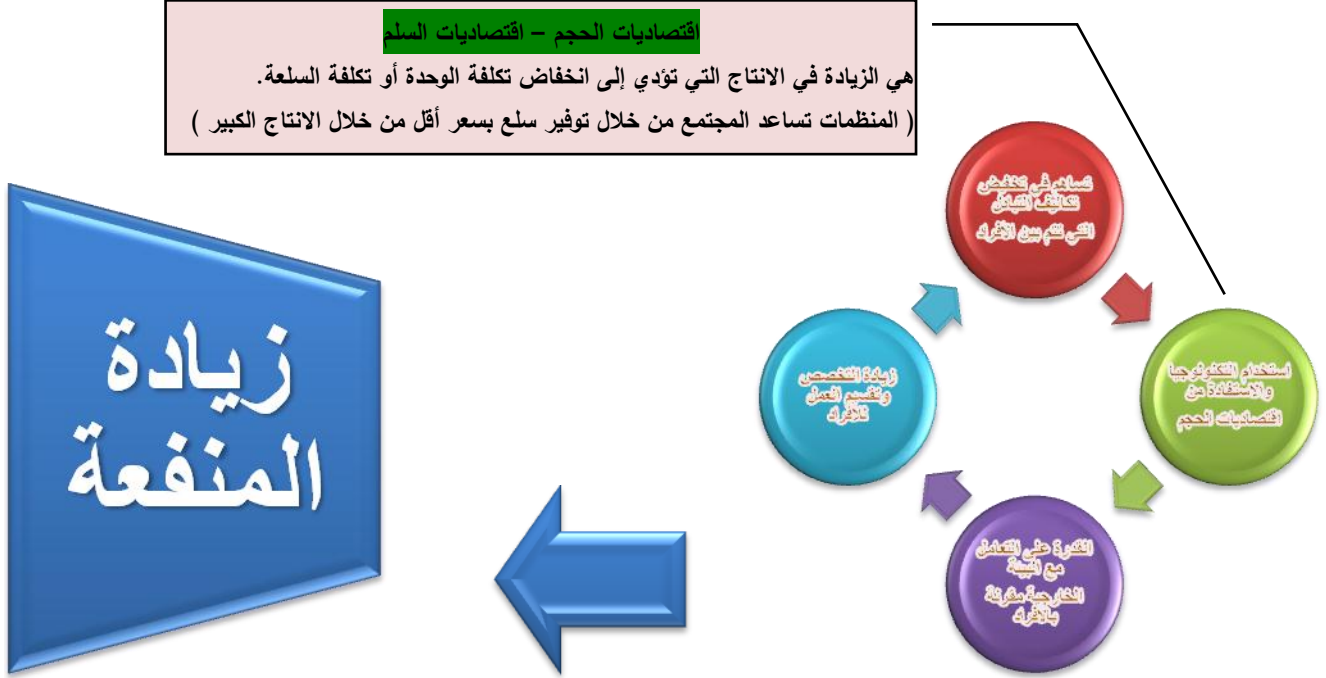 اقتصاديات الحجم – اقتصاديات السلم
هي الزيادة في الانتاج التي تؤدي إلى انخفاض تكلفة الوحدة أو تكلفة السلعة.
( المنظمات تساعد المجتمع من خلال توفير سلع بسعر أقل من خلال الانتاج الكبير )
تساهم في تخفيض
تكاليف التبادل
التي تتم بين الأفراد
استخدام التكنولوجيا
والاستفادة من
اقتصاديات الحجم
القدرة على التعامل
مع البيئة
الخارجية مقرنة
بالأفراد
زيادة التخصص
وتقسيم العمل
للأفراد
زيادة
المنفعة